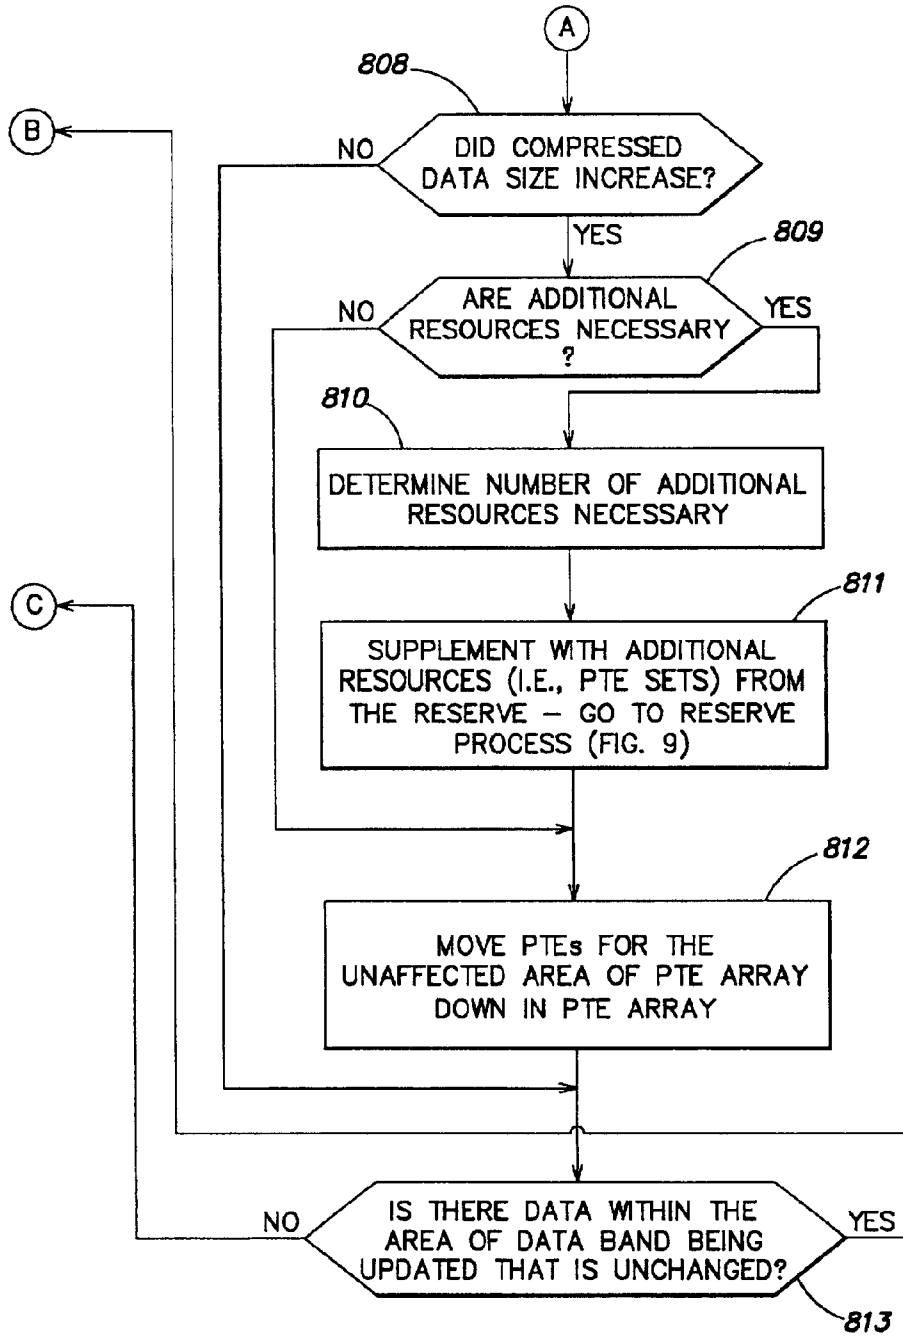 A
808
B
NO
DID COMPRESSED
DATA SIZE INCREASE?
YES
809
NO
ARE ADDITIONAL
RESOURCES NECESSARY
?
YES
810
DETERMINE NUMBER OF ADDITIONAL
RESOURCES NECESSARY
C
811
SUPPLEMENT WITH ADDITIONAL
RESOURCES (I.E., PTE SETS) FROM
THE RESERVE – GO TO RESERVE
PROCESS (FIG. 9)
812
MOVE PTEs FOR THE
UNAFFECTED AREA OF PTE ARRAY
DOWN IN PTE ARRAY
NO
IS THERE DATA WITHIN THE
AREA OF DATA BAND BEING
UPDATED THAT IS UNCHANGED?
YES
813